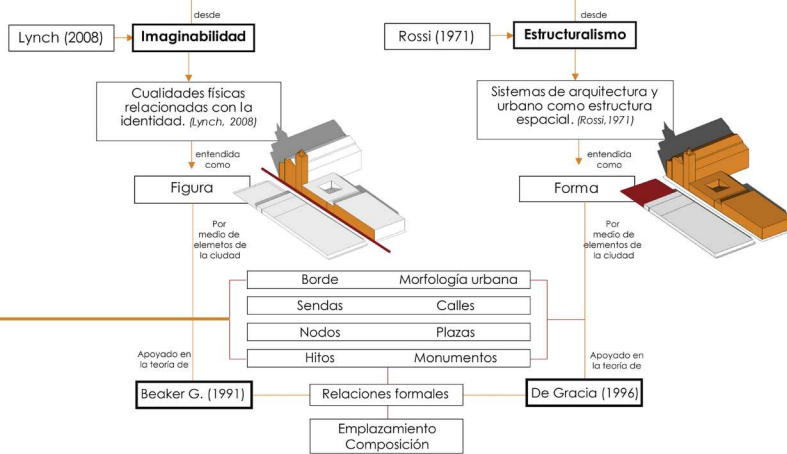 desde
Lynch (2008)
Imaginabilidad
Cualidades físicas
relacionadas con la
identidad. (Lynch, 2008)
entendida
como
Figura
Por
medio de
elemetos de
la ciudad
desde
Rossi (1971)
Estructuralismo
Sistemas de arquitectura y
urbano como estructura
espacial. (Rossi,1971)
entendida
como
Forma
Por
medio de
elementos de
la ciudad
Borde Morfología urbana
Sendas Calles
Nodos Plazas
Hitos Monumentos
Apoyado en
la teoría de
Beaker G. (1991)
Relaciones formales
Apoyado en
la teoría de
De Gracia (1996)
Emplazamiento
Composición